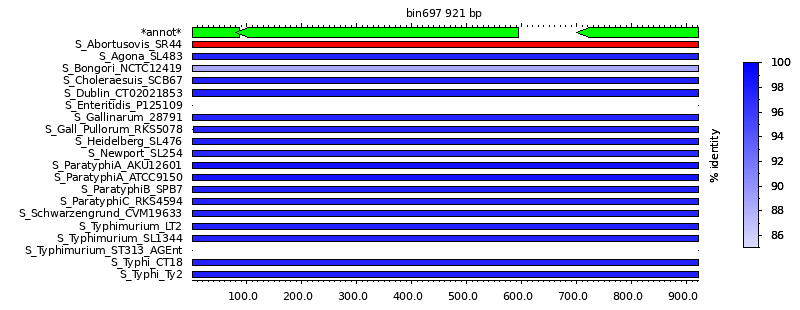 bin697 921 bp
*annot*
S_Abortusovis_SR44
S_Agona_SL483
S_Bongori_NCTC12419
S_Choleraesuis_SCB67
S_Dublin_CT02021853
S_Enteritidis_P125109
S_Gallinarum_28791
S_Gall_Pullorum_RKS5078
S_Heidelberg_SL476
S_Newport_SL254
S_ParatyphiA_AKU12601
S_ParatyphiA_ATCC9150
S_ParatyphiB_SPB7
S_ParatyphiC_RKS4594
S_Schwarzengrund_CVM19633
S_Typhimurium_LT2
S_Typhimurium_SL1344
S_Typhimurium_ST313_AGEnt
S_Typhi_CT18
S_Typhi_Ty2
100.0 200.0 300.0 400.0 500.0 600.0 700.0 800.0 900.0
% identity
100
98
96
94
92
90
88
86